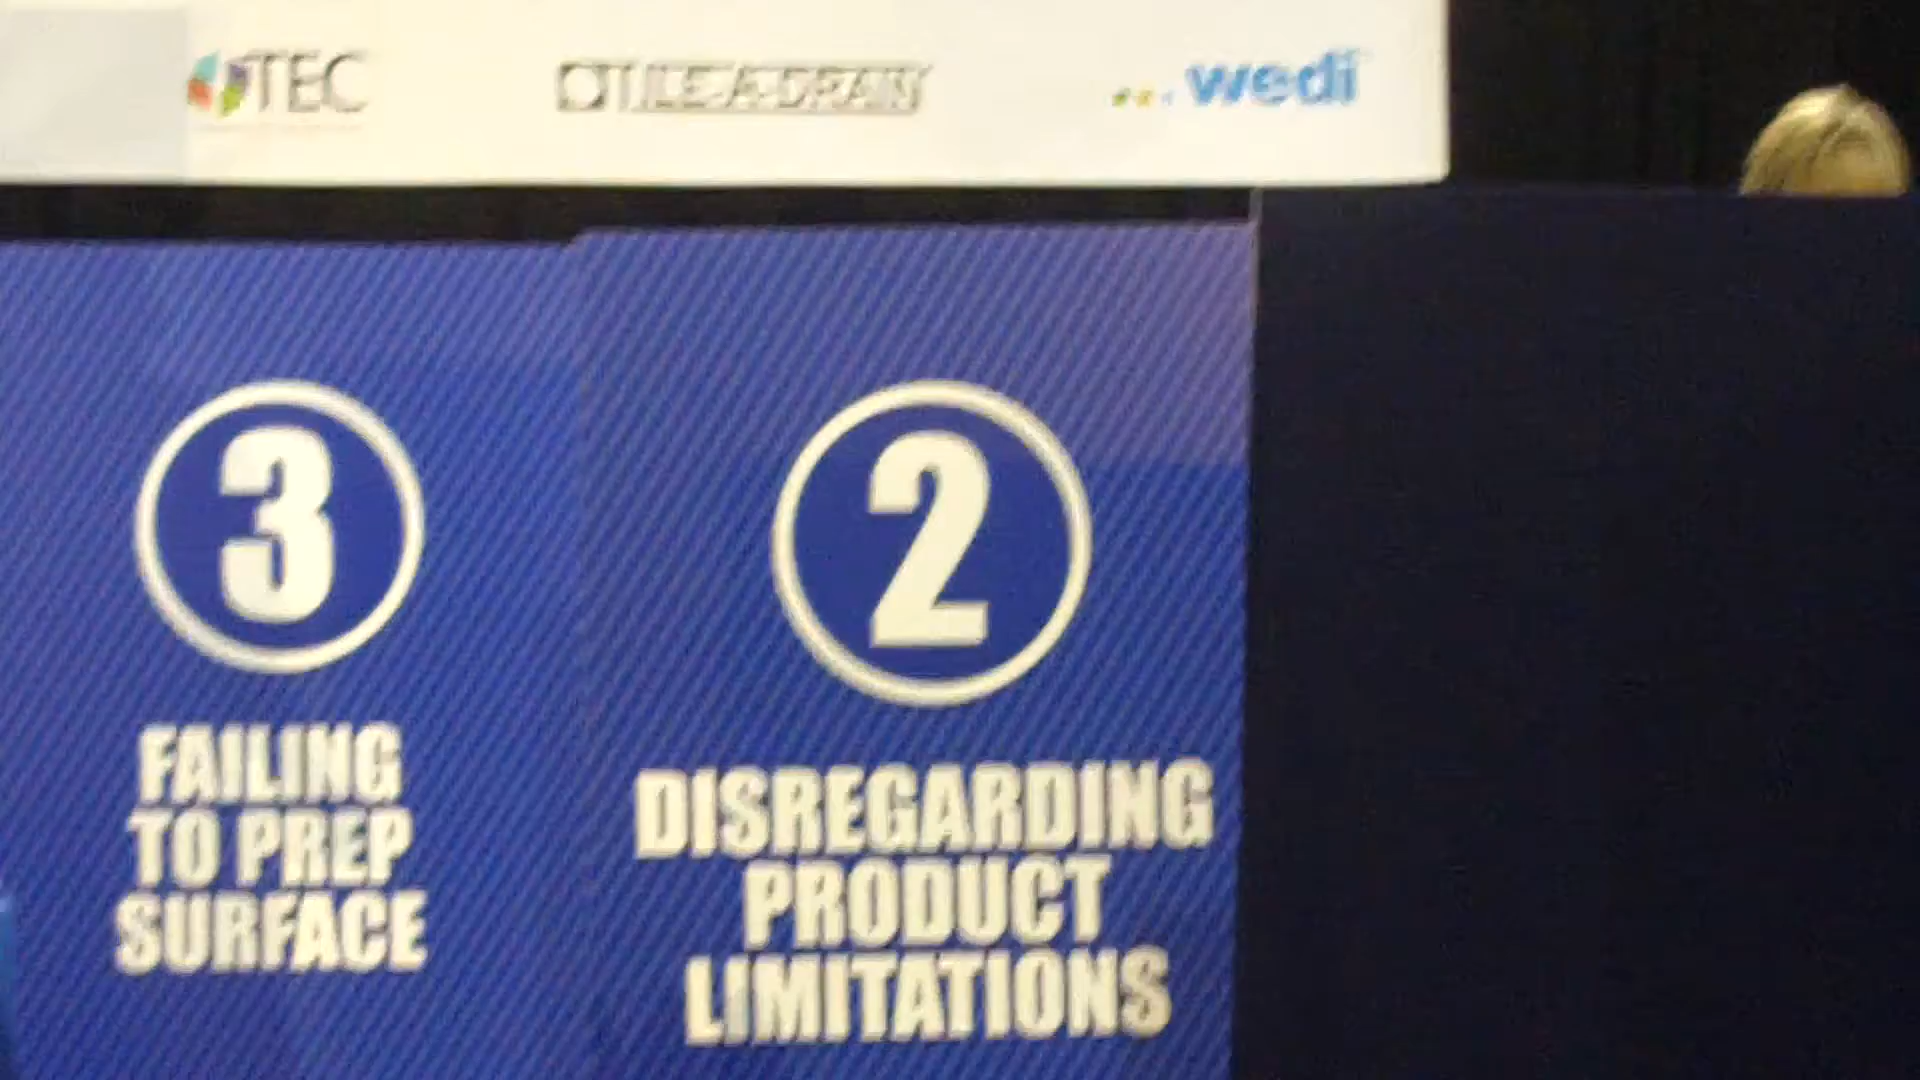 TEC
TILE-A-DRAIN
wedi
3
FAILING
TO PREP
SURFACE
2
DISREGARDING
PRODUCT
LIMITATIONS